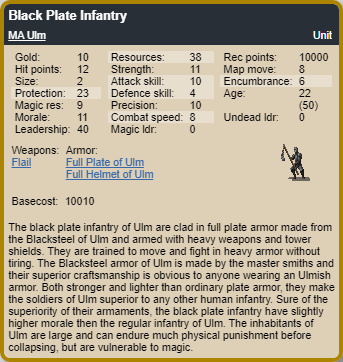 Black Plate Infantry
MA Ulm Unit
Gold: 10 Resources: 38 Rec points: 10000
Hit points: 12 Strength: 11 Map move: 8
Size: 2 Attack skill: 10 Encumbrance: 6
Protection: 23 Defence skill: 4 Age: 22
Magic res: 9 Precision: 10 (50)
Morale: 11 Combat speed: 8 Undead ldr: 0
Leadership: 40 Magic ldr: 0
Weapons: Armor:
Flail Full Plate of Ulm
Full Helmet of Ulm
Basecost: 10010
The black plate infantry of Ulm are clad in full plate armor made from
the Blacksteel of Ulm and armed with heavy weapons and tower
shields. They are trained to move and fight in heavy armor without
tiring. The Blacksteel armor of Ulm is made by the master smiths and
their superior craftsmanship is obvious to anyone wearing an Ulmish
armor. Both stronger and lighter than ordinary plate armor, they make
the soldiers of Ulm superior to any other human infantry. Sure of the
superiority of their armaments, the black plate infantry have slightly
higher morale then the regular infantry of Ulm. The inhabitants of
Ulm are large and can endure much physical punishment before
collapsing, but are vulnerable to magic.